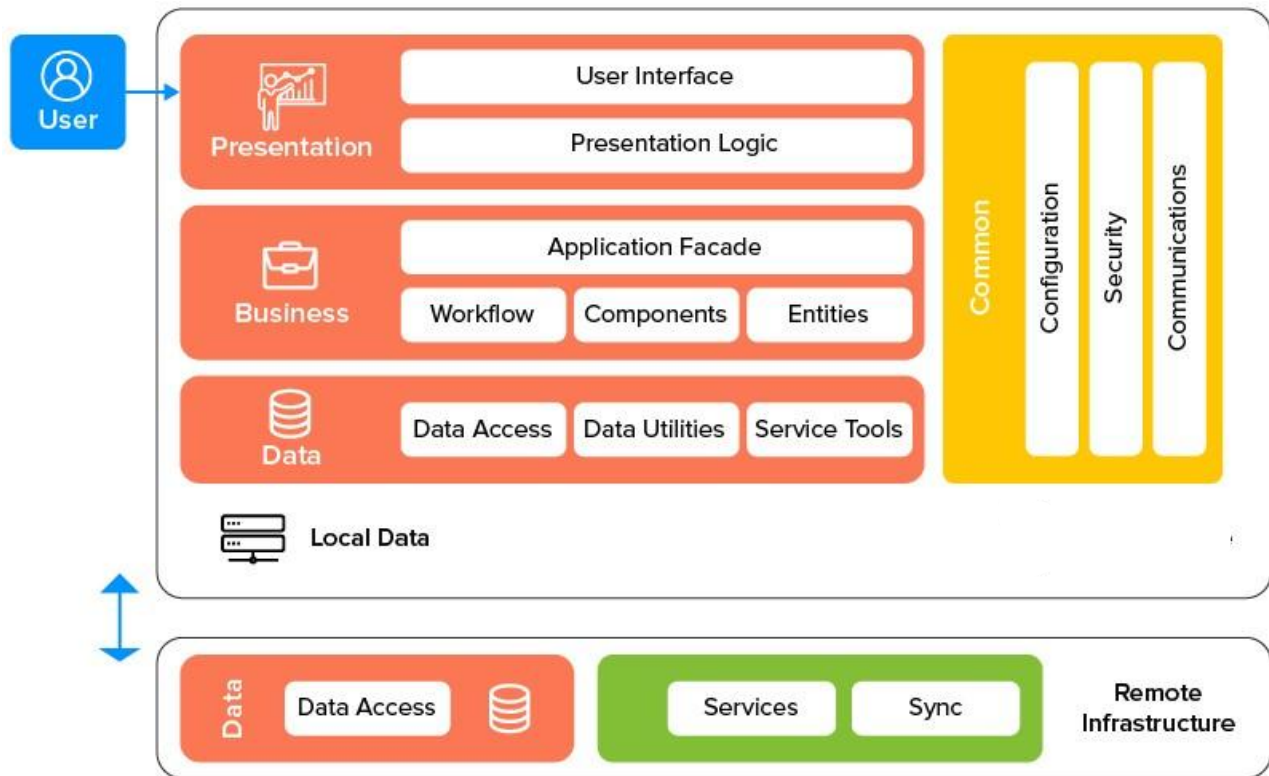 User
Presentation
User Interface
Presentation Logic
Business
Application Facade
Workflow
Components
Entities
Data
Data Access
Data Utilities
Service Tools
Common
Configuration
Security
Communications
Local Data
Data
Data Access
Services
Sync
Remote
Infrastructure